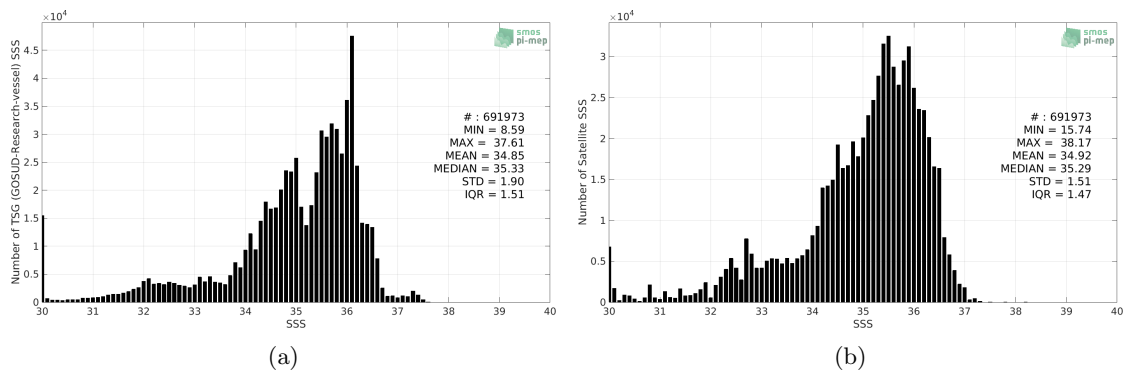 ×10⁴
smos
pi-mep
Number of TSG (GOSUD-Research-vessel) SSS
4.5
4
3.5
3
2.5
2
1.5
1
0.5
0
# : 691973
MIN = 8.59
MAX = 37.61
MEAN = 34.85
MEDIAN = 35.33
STD = 1.90
IQR = 1.51
30 31 32 33 34 35 36 37 38 39 40
SSS
(a)
×10⁴
smos
pi-mep
Number of Satellite SSS
3
2.5
2
1.5
1
0.5
0
# : 691973
MIN = 15.74
MAX = 38.17
MEAN = 34.92
MEDIAN = 35.29
STD = 1.51
IQR = 1.47
30 31 32 33 34 35 36 37 38 39 40
SSS
(b)